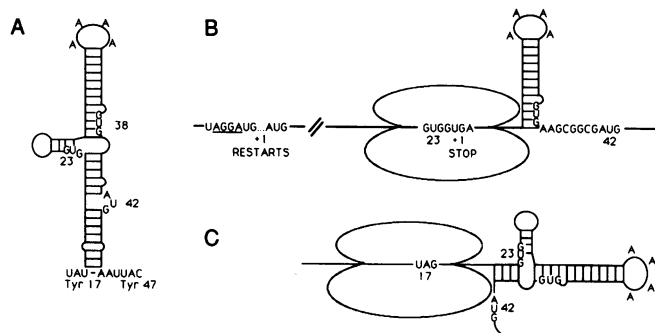 A
A A
A A
G
U
G
38
GUG
23
A
U 42
G
UAU-AAUUAC
Tyr 17 Tyr 47
B
A A
A A
G
U
G
UAGGAUG...AUG
+1
RESTARTS
GUGGUGA
23 +1
STOP
AAGCGGCGAUG
42
C
UAG
17
23
G
U
G
GUG
A
A
A
A
A
U
G
42